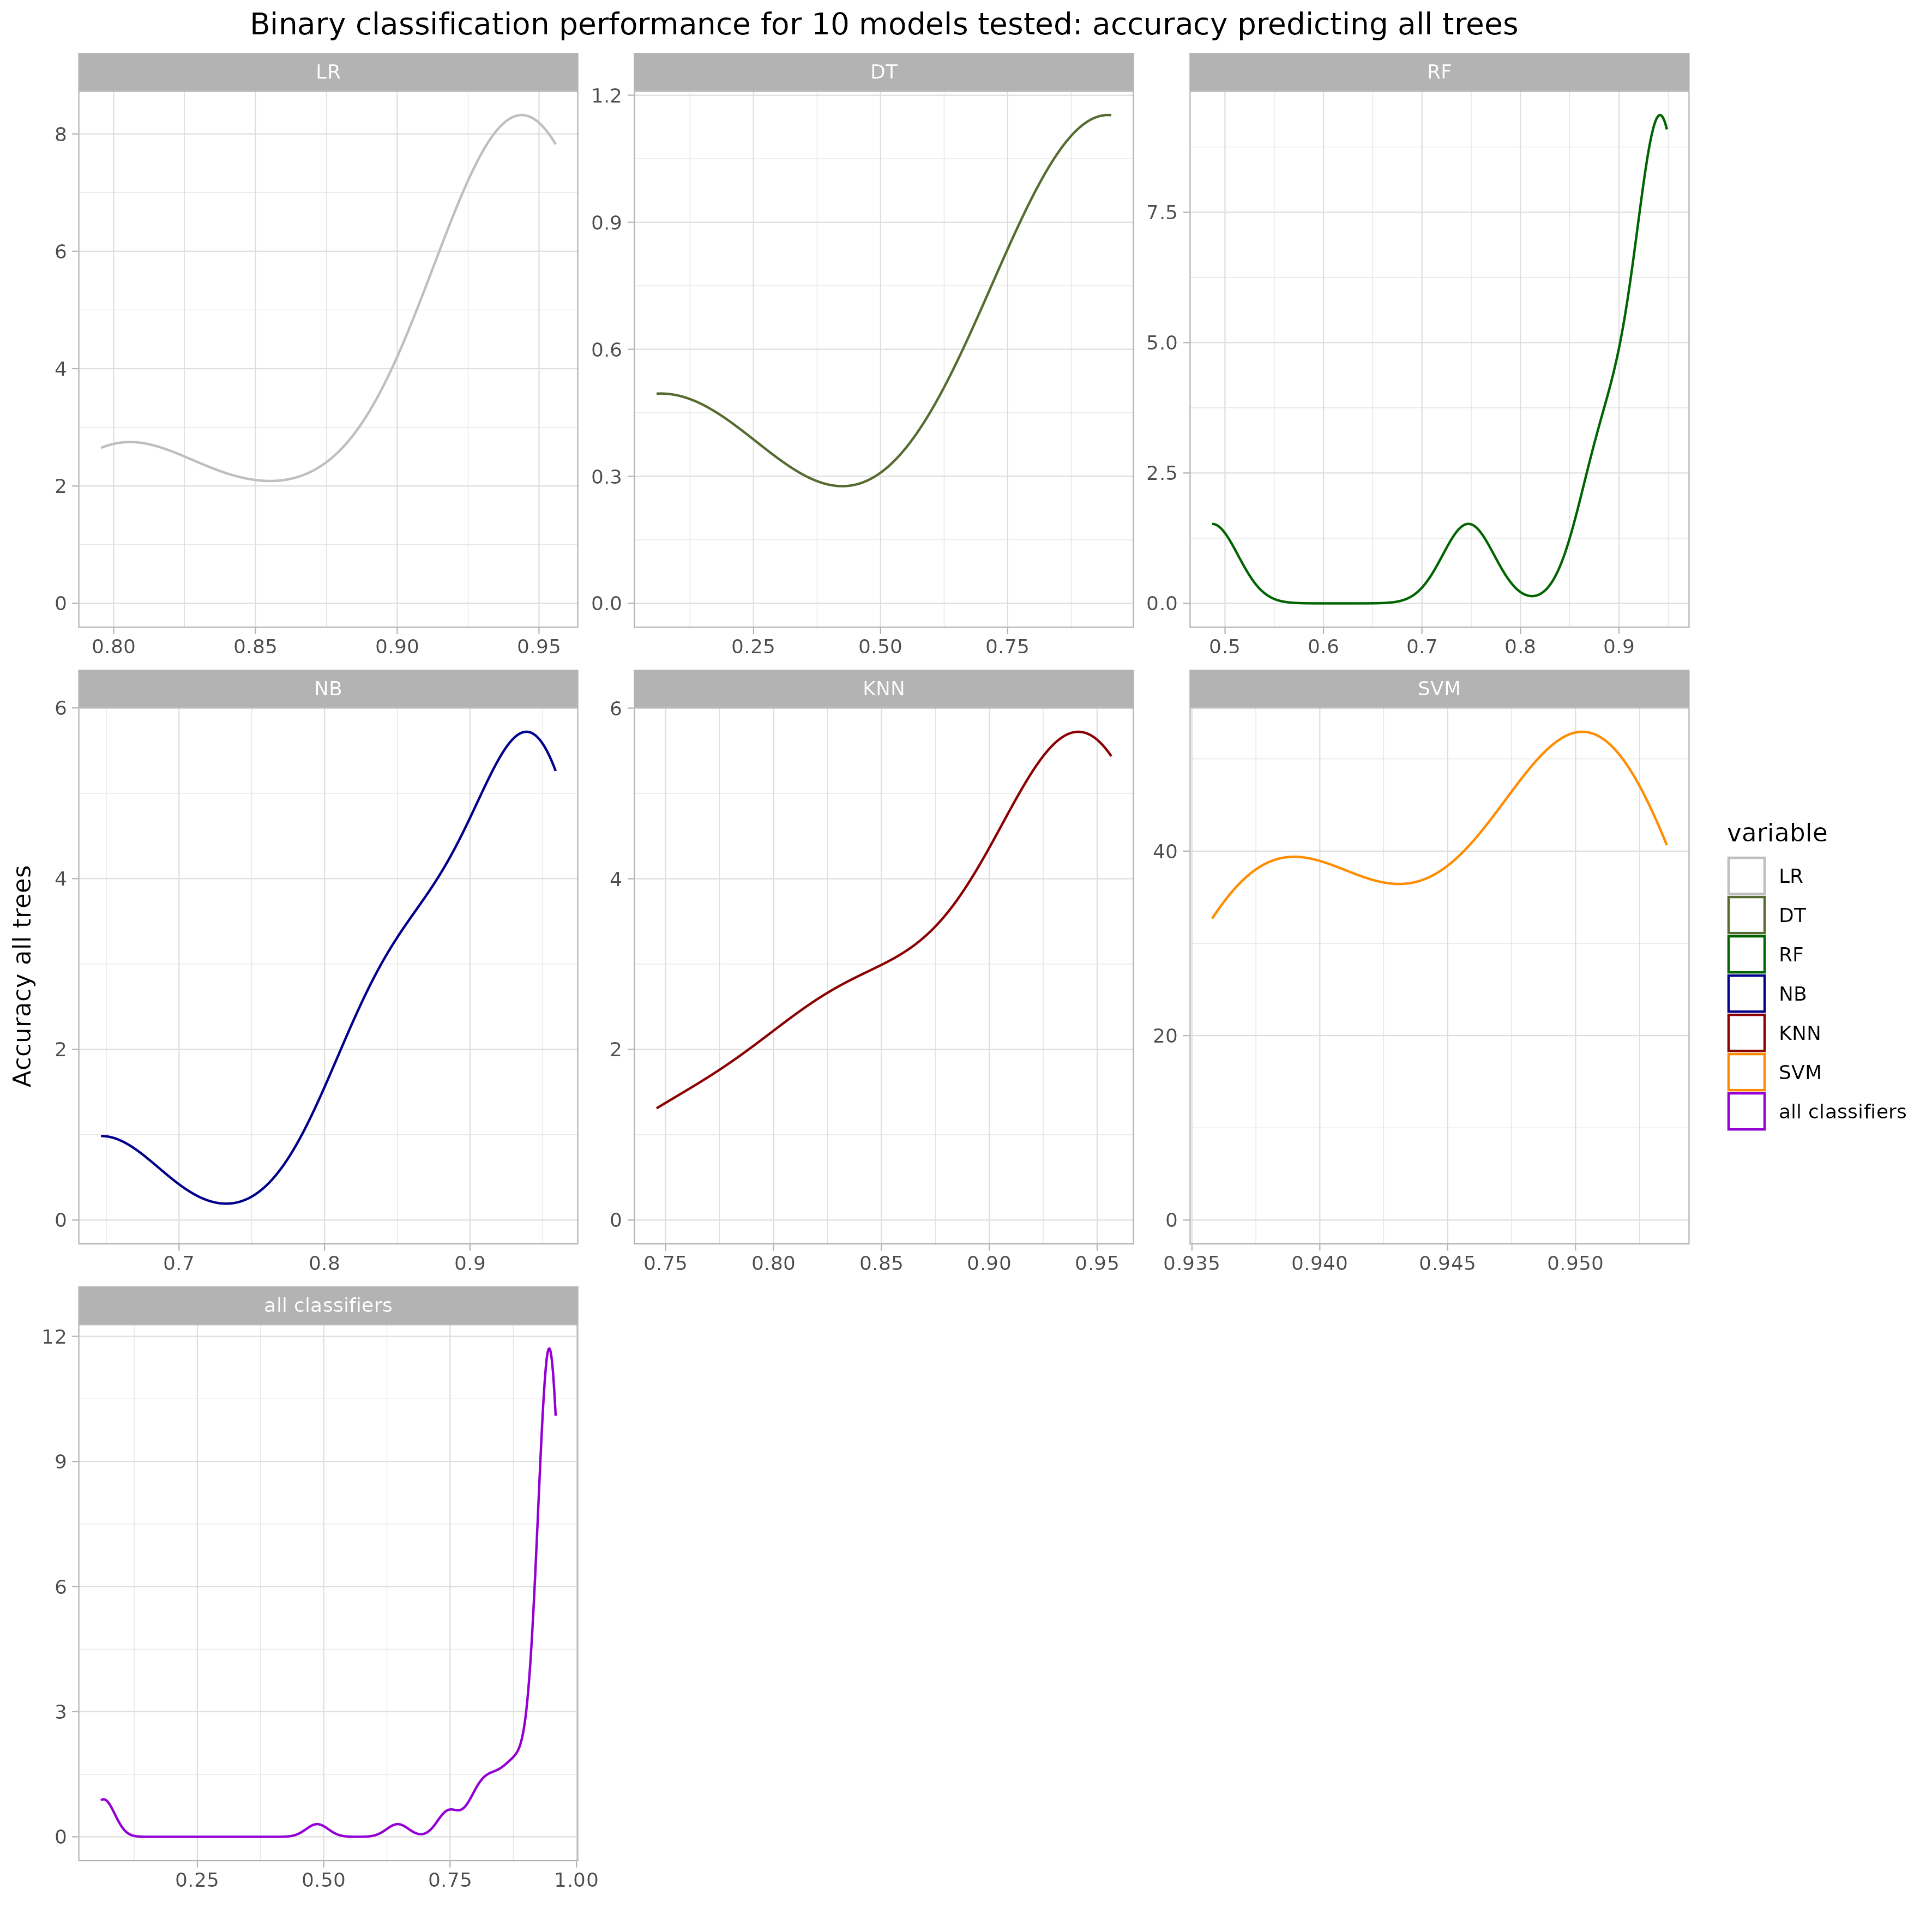 Binary classification performance for 10 models tested: accuracy predicting all trees
LR
DT
RF
8
6
4
2
0
0.80 0.85 0.90 0.95
1.2
0.9
0.6
0.3
0.0
0.25 0.50 0.75
7.5
5.0
2.5
0.0
0.5 0.6 0.7 0.8 0.9
NB
KNN
SVM
6
4
2
0
0.7 0.8 0.9
6
4
2
0
0.75 0.80 0.85 0.90 0.95
40
20
0
0.935 0.940 0.945 0.950
all classifiers
12
9
6
3
0
0.25 0.50 0.75 1.00
Accuracy all trees
variable
LR
DT
RF
NB
KNN
SVM
all classifiers